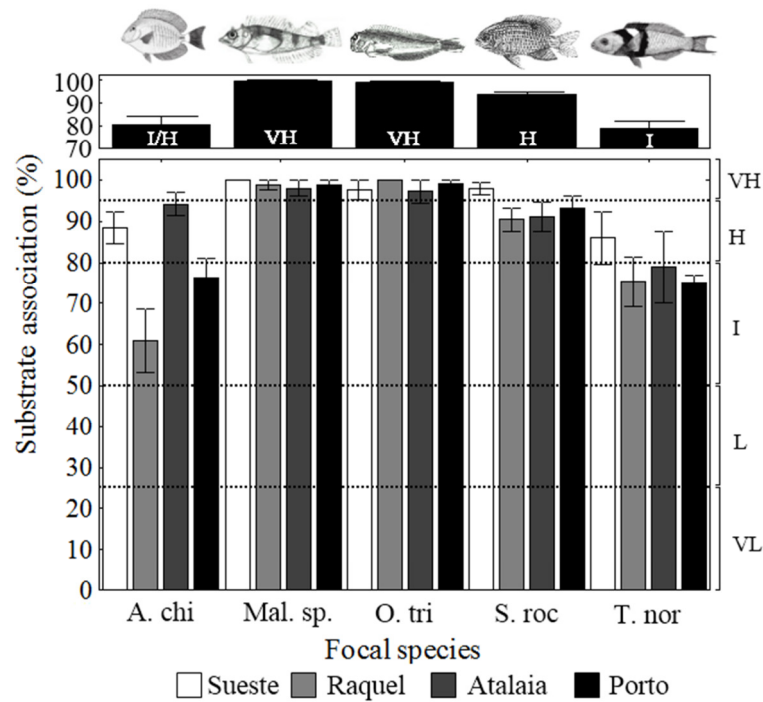 100
90
80
70
I/H VH VH H I
Substrate association (%)
100
90
80
70
60
50
40
30
20
10
0
VH
H
I
L
VL
A. chi Mal. sp. O. tri S. roc T. nor
Focal species
Sueste Raquel Atalaia Porto